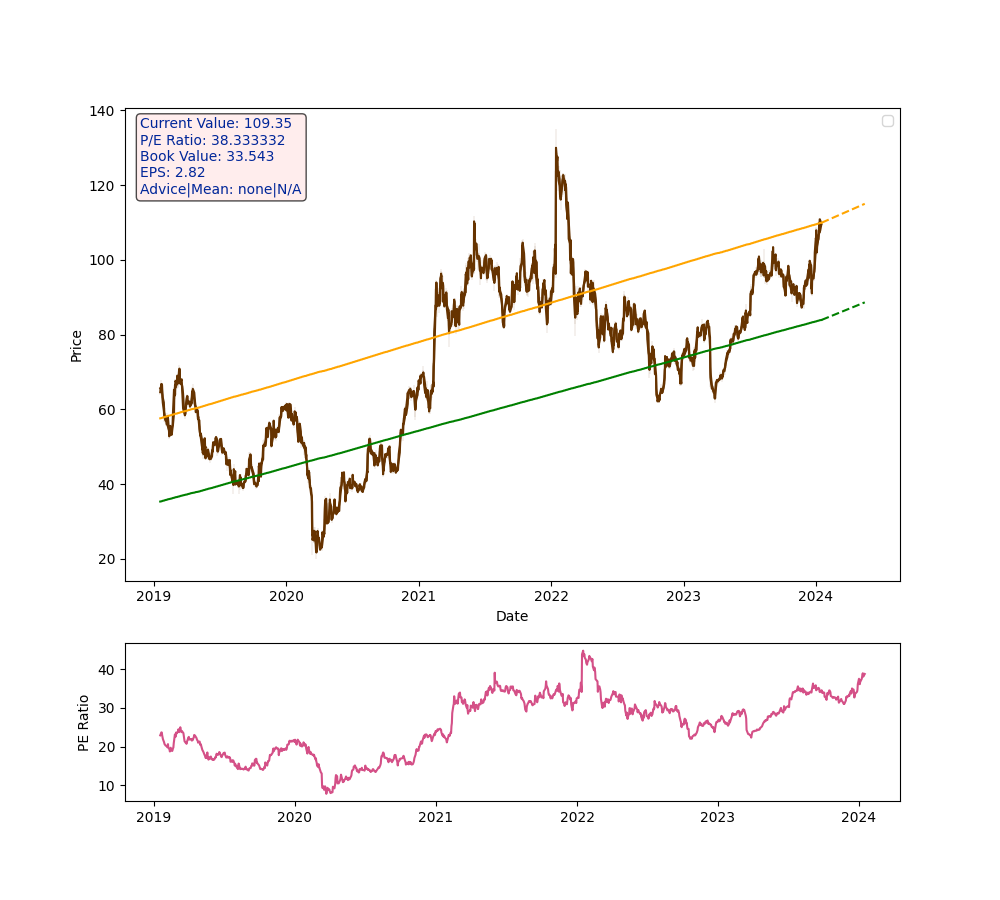 140
120
100
80
60
40
20
Price
Current Value: 109.35
P/E Ratio: 38.333332
Book Value: 33.543
EPS: 2.82
Advice|Mean: none|N/A
2019 2020 2021 2022 2023 2024
Date
40
30
20
10
PE Ratio
2019 2020 2021 2022 2023 2024